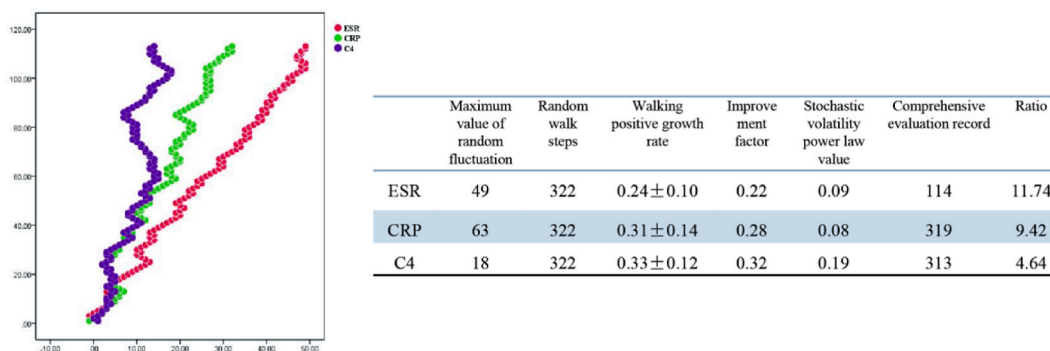 120.00
100.00
80.00
60.00
40.00
20.00
.00
-10.00 .00 10.00 20.00 30.00 40.00 50.00
ESR
CRP
C4
Maximum value of random fluctuation
Random walk steps
Walking positive growth rate
Improve ment factor
Stochastic volatility power law value
Comprehensive evaluation record
Ratio
ESR 49 322 0.24±0.10 0.22 0.09 114 11.74
CRP 63 322 0.31±0.14 0.28 0.08 319 9.42
C4 18 322 0.33±0.12 0.32 0.19 313 4.64